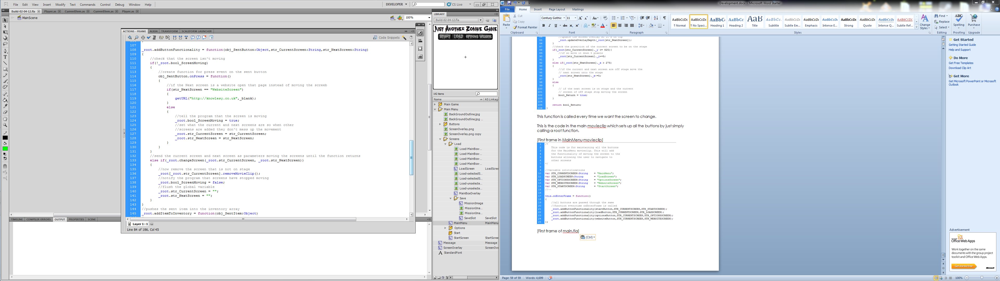 File Edit View Insert Modify Text Commands Control Debug Window Help
DEVELOPER
CS Live
Build-02-04-12.fla
Player.as
CurrentItem.as
CurrentItem.as
Player.as
MainScene
100%
ACTIONS - FRAME ALIGN TRANSFORM SCALEFORM LAUNCHER
Code Snippets
107
108 _root.addButtonFunctionality = function(obj_SentButton:Object,str_CurrentScreen:String,str_NextScreen:String)
109 {
110 //check that the screen isn't moving
111 if(!_root.bool_ScreenMoving)
112 {
113 //create function for press event on the sent button
114 obj_SentButton.onPress = function()
115 {
116 //if the Next screen is a website open that page instead of moving the screeb
117 if(str_NextScreen == "WebsiteScreen")
118 {
119 getURL("http://knowlesy.co.uk",_blank);
120 }
121 else
122 {
123 //tell the program that the screen is moving
124 _root.bool_ScreenMoving = true;
125 //set what the current and next screens are so when other
126 //screens are added they don't mess up the movement
127 _root.str_CurrentScreen = str_CurrentScreen;
128 _root.str_NextScreen = str_NextScreen;
129 }
130 }
131 }
132 //send the current screen and next screen as parameters moving the screens until the function returns
133 else if(_root.changeScreen(_root.str_CurrentScreen, _root.str_NextScreen))
134 {
135 //now remove the screen that is not on stage
136 _root[_root.str_CurrentScreen].removeMovieClip();
137 //notify the program that screens have stopped moving
138 _root.bool_ScreenMoving = false;
139 //flush the global variable
140 _root.str_CurrentScreen = "";
141 _root.str_NextScreen = "";
142 }
143 }
144 //pushes the sent item into the inventory array
145 _root.addItemToInventory = function(obj_SentItem:Object)
Layer 1 : 1
Line 84 of 186, Col 45
TIMELINE COMPILER ERRORS OUTPUT PROPERTIES SCENE
LIBRARY
Build-02-04-12.fla
JUST ANOTHER ZOMBIE GAME
START LOAD OPTIONS WEBSITE
142 items
Name AS Linkag
Main Game
Main Menu
BackGroundOutline.jpg
BackGroundOutline.jpg ...
Buttons
ScreenOverlay.png
ScreenOverlay.png copy
Screens
Load
Load-MainBox-...
Load-MainBox-...
Load-MainBox-...
Load-MainBox-...
LoadScreen LoadScree
Load-selectedS...
Load-selectedS...
Load-unselecte...
Load-unselecte...
MainBoxOverlay
Save
MissionImage
MissionIma...
MissionIma...
SaveSlot SaveSlot
MainMenu MainMenu
Options
Start
StartScreen StartScree
Message Message
ScreenOverlay ScreenOve
StandardFont
Development.docx - Microsoft Word Starter
File Home Insert Page Layout Mailings
Paste
Cut
Copy
Format Painter
Clipboard
Century Gothic 11
Font
Paragraph
AaBbCcDc AaBbCcDc AaBbC AaBbCc AaB AaBbCc. AaBbCcDc AaBbCcDc AaBbCcDc AaBbCcDc AaBbCcDc AaBbCcDc AaBbCcDc AABBCCDC
¶ Normal ¶ No Spaci... Heading 1 Heading 2 Title Subtitle Subtle Em... Emphasis Intense E... Strong Quote Intense Q... Subtle Ref...
Styles
Change Styles
Find
Replace
Select
Editing
Spelling
Proofing
Purchase
Upgrade
84 //update the screen overlay so it's on top
85 _root.updateOverlayDepth(_root[str_NextScreen]);
86 }
87 //check the possition of the current screen to be on the stage
88 if(_root[str_CurrentScreen]._y <= 825){
89 //if so move it down 5 pixels
90 _root[str_CurrentScreen]._y+=5;
91 }
92 else if(_root[str_NextScreen]._x > 275)
93 {
94 //if the current and next screen are off stage move the
95 // next screen onto the stage
96 _root[str_NextScreen]._x-=5;
97 }
98 else
99 {
100 // if the next screen is on stage and the current
101 // screen if off stage stop moving the screen
102 bool_Return = true;
103 }
104
105 return bool_Return;
106 }
This function is called every time we want the screen to change.
This is the code in the main movieclip which sets up all the buttons by just simply
calling a root function.
[First frame in MainMenu movieclip]
1 /*
2 This code is for maintaining all the buttons
3 for the MainMenu movieclip. This will add
4 the functionality of moving the screen to the
5 buttons allowing the user to navigate to
6 other screens
7 */
8
9 //variable intitilisations
10 var STR_CURRENTSCREEN:String = "MainMenu";
11 var STR_LOADSCREEN:String = "LoadScreen";
12 var STR_OPTIONSSCREEN:String = "OptionsScreen";
13 var STR_WEBSITESCREEN:String = "WebsiteScreen";
14 var STR_STARTSCREEN:String = "StartScreen";
15 //--
16
17 this.onEnterFrame = function()
18 {
19 //all buttons are passed through the same
20 //function everytime onEnterFrame is called
21 _root.addButtonFunctionality(startButton,STR_CURRENTSCREEN,STR_STARTSCREEN);
22 _root.addButtonFunctionality(loadButton,STR_CURRENTSCREEN,STR_LOADSCREEN);
23 _root.addButtonFunctionality(optionsButton,STR_CURRENTSCREEN,STR_OPTIONSSCREEN);
24 _root.addButtonFunctionality(websiteButton,STR_CURRENTSCREEN,STR_WEBSITESCREEN);
25 };
[First frame of main.fla]
(Ctrl)
Get Started
Getting Started Guide
Help and Support
Do More
Get Free Templates
Download Clip Art
Get More
Get Microsoft PowerPoint or Microsoft
Outlook
Advertisement
Microsoft
Office Web Apps
Work together on the same
documents with the group project
toolkit and Office Web Apps.
Get started free
Microsoft
Page: 59 of 59 Words: 4,699
100%